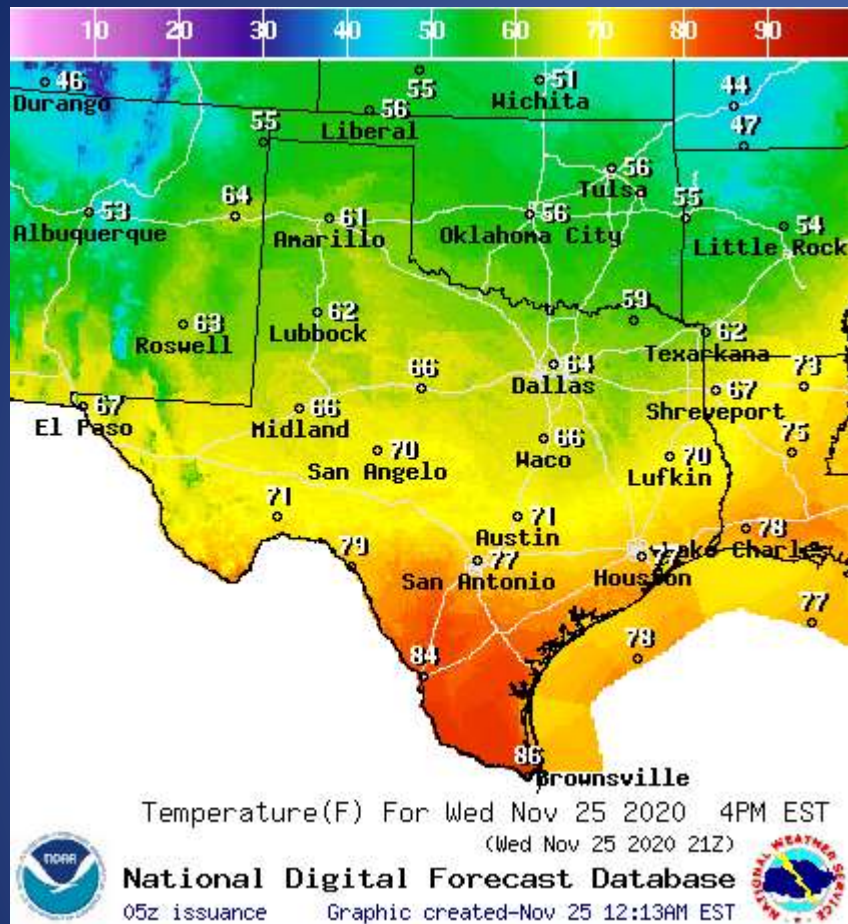 10 20 30 40 50 60 70 80 90
46
Durango
55
51
Wichita
44
56
Liberal
55
47
56
Tulsa
53
Albuquerque
64
61
Amarillo
56
Oklahoma City
55
54
Little Rock
63
Roswell
62
Lubbock
59
62
Texarkana
64
Dallas
66
67
Shreveport
73
67
El Paso
66
Midland
66
Waco
70
San Angelo
70
Lufkin
75
71
71
Austin
78
Lake Charles
79
77
San Antonio
77
Houston
77
78
84
86
Brownsville
Temperature(F) For Wed Nov 25 2020 4PM EST
(Wed Nov 25 2020 21Z)
NOAA
National Digital Forecast Database
05z issuance Graphic created-Nov 25 12:13AM EST
NATIONAL WEATHER SERVICE